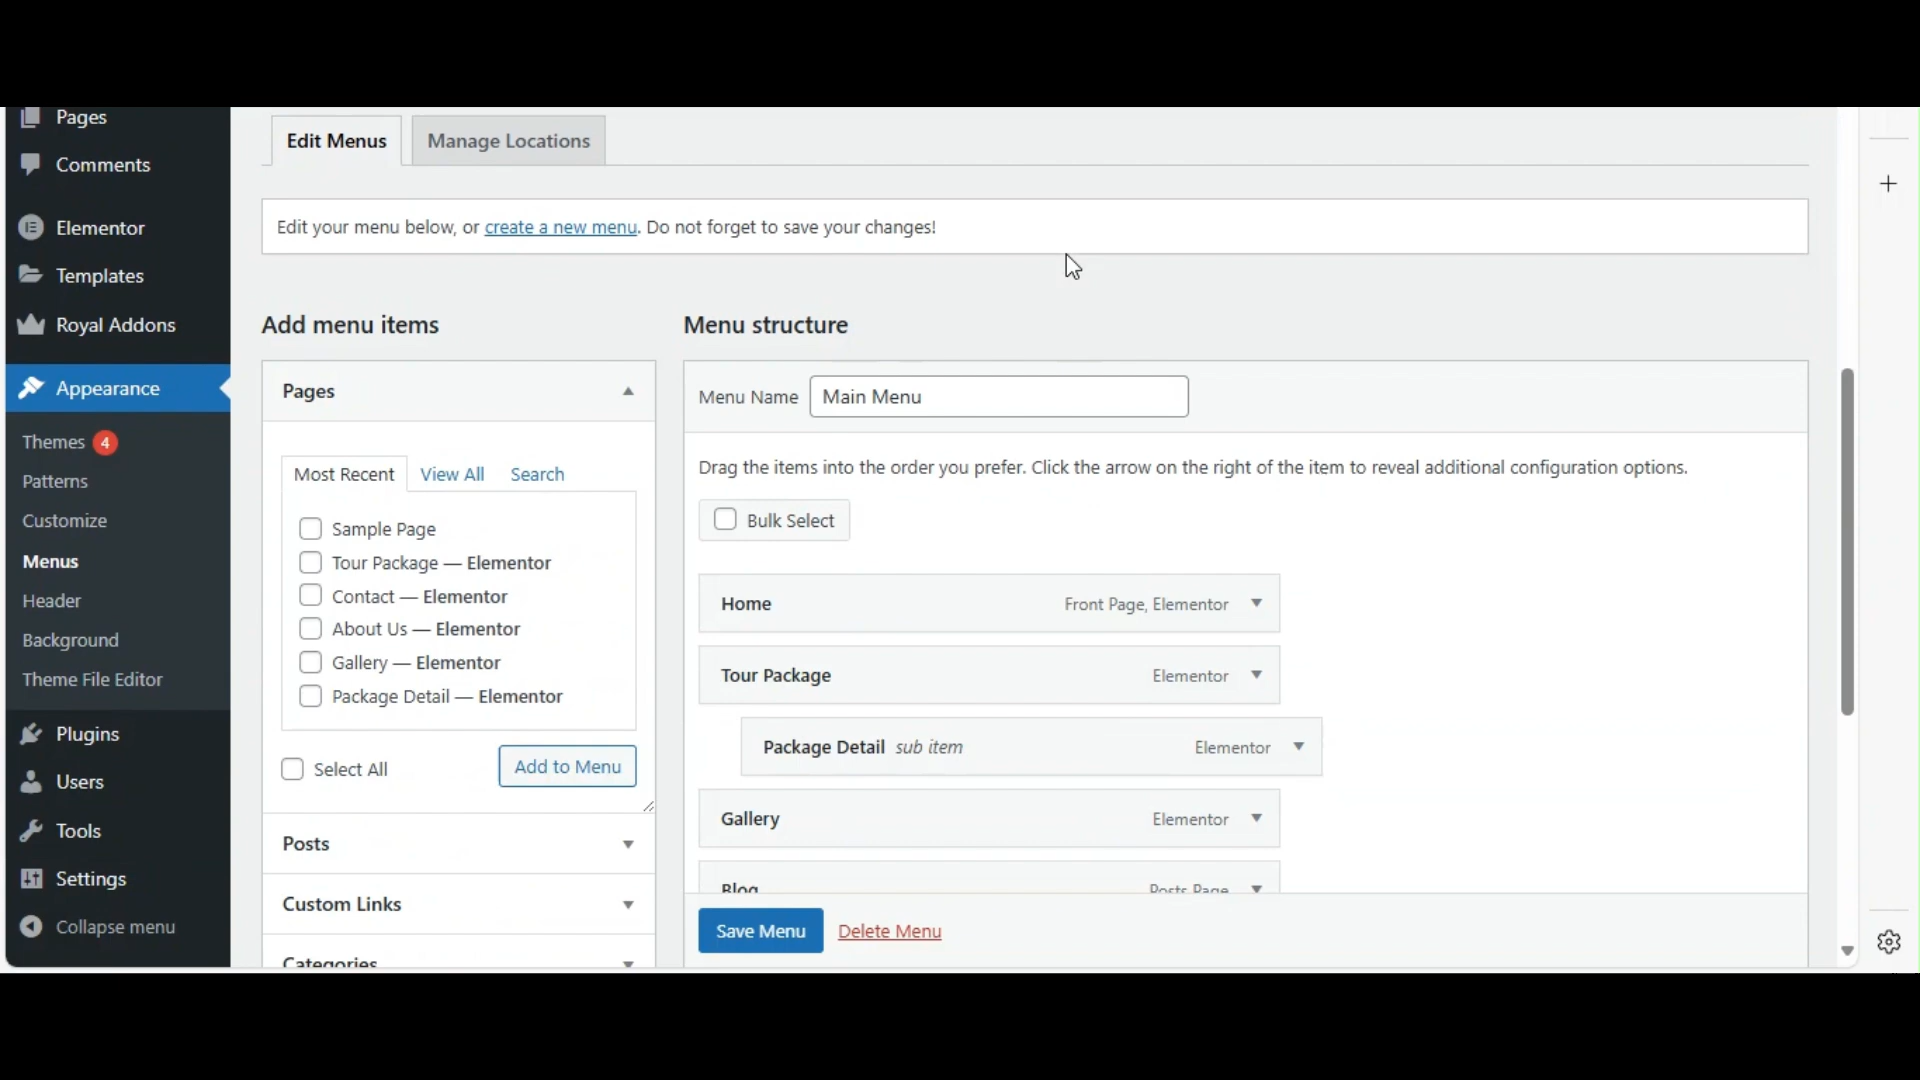 Pages
Comments
Elementor
Templates
Royal Addons
Appearance
Themes 4
Patterns
Customize
Menus
Header
Background
Theme File Editor
Plugins
Users
Tools
Settings
Collapse menu
Edit Menus
Manage Locations
Edit your menu below, or create a new menu. Do not forget to save your changes!
Add menu items
Pages
Most Recent
View All
Search
Sample Page
Tour Package — Elementor
Contact — Elementor
About Us — Elementor
Gallery — Elementor
Package Detail — Elementor
Select All
Add to Menu
Posts
Custom Links
Categories
Menu structure
Menu Name Main Menu
Drag the items into the order you prefer. Click the arrow on the right of the item to reveal additional configuration options.
Bulk Select
Home Front Page, Elementor
Tour Package Elementor
Package Detail sub item Elementor
Gallery Elementor
Blog Posts Page
Save Menu Delete Menu